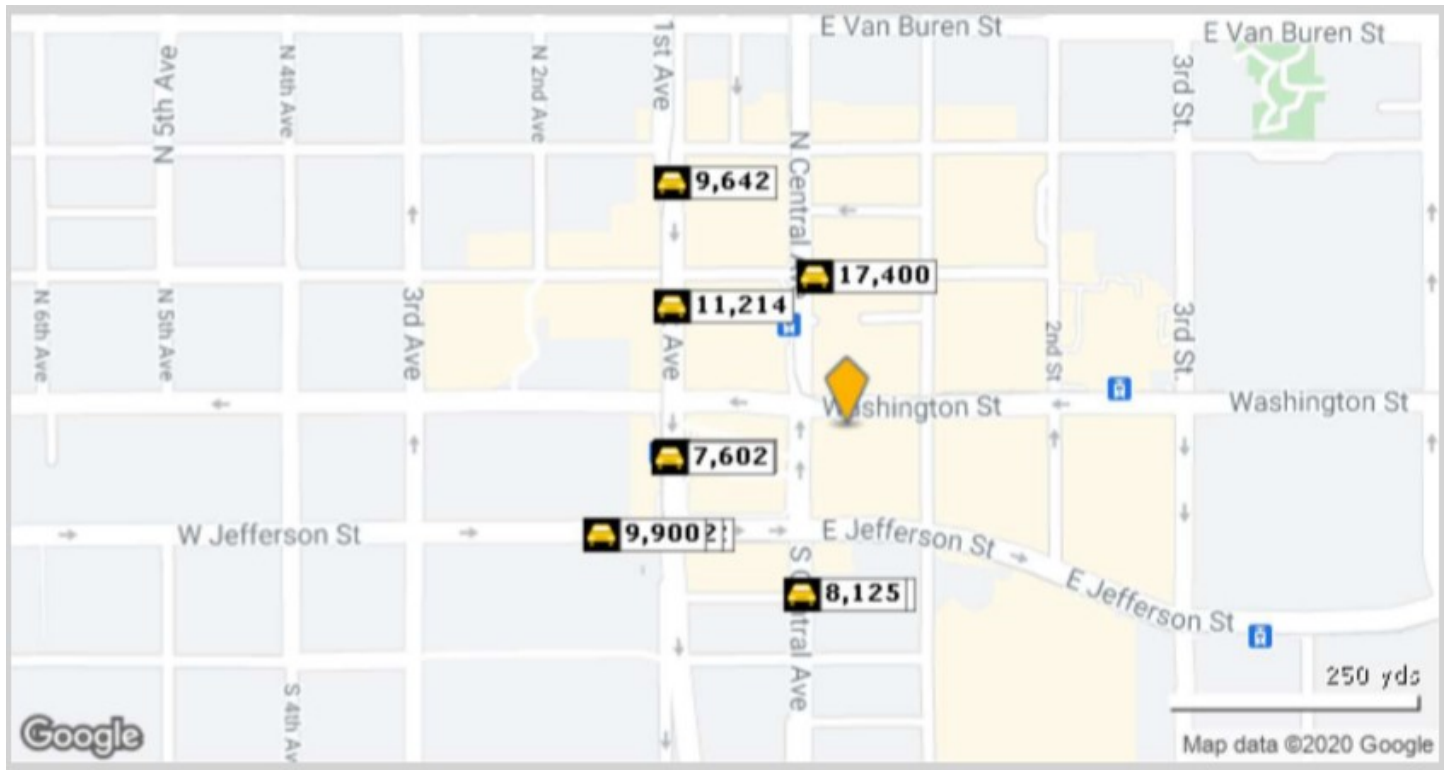 E Van Buren St
E Van Buren St
N 5th Ave
N 4th Ave
N 2nd Ave
1st Ave
3rd St.
N Central
9,642
17,400
11,214
N 6th Ave
N 5th Ave
3rd Ave
Ave
2nd St
3rd St.
Washington St
Washington St
7,602
W Jefferson St
9,900
E Jefferson St
8,125
E Jefferson St
Ave
S 4th Av
250 yds
Google
Map data ©2020 Google